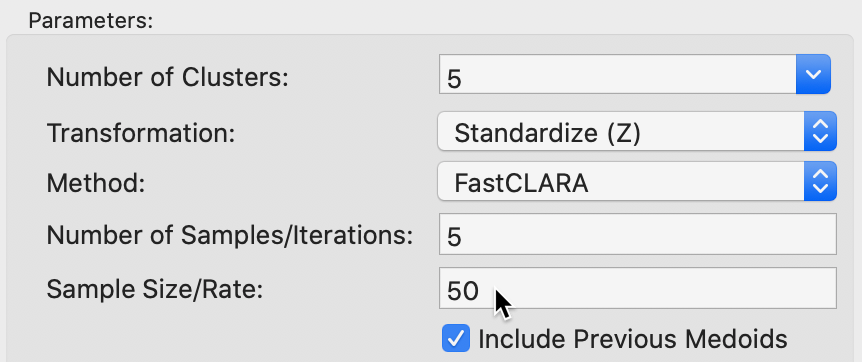 Parameters:
Number of Clusters: 5
Transformation: Standardize (Z)
Method: FastCLARA
Number of Samples/Iterations: 5
Sample Size/Rate: 50
Include Previous Medoids